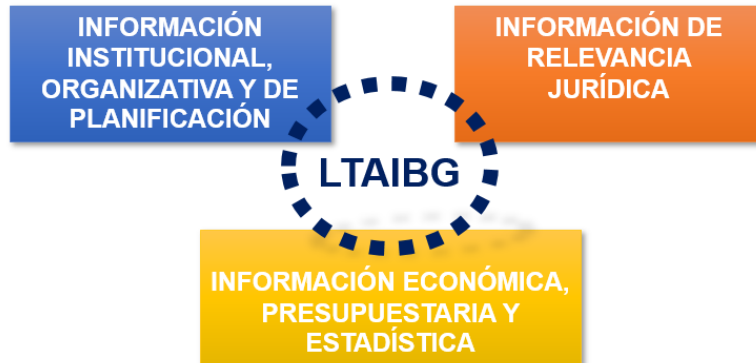 INFORMACIÓN
INSTITUCIONAL,
ORGANIZATIVA Y DE
PLANIFICACIÓN
INFORMACIÓN DE
RELEVANCIA
JURÍDICA
LTAIBG
INFORMACIÓN ECONÓMICA,
PRESUPUESTARIA Y
ESTADÍSTICA